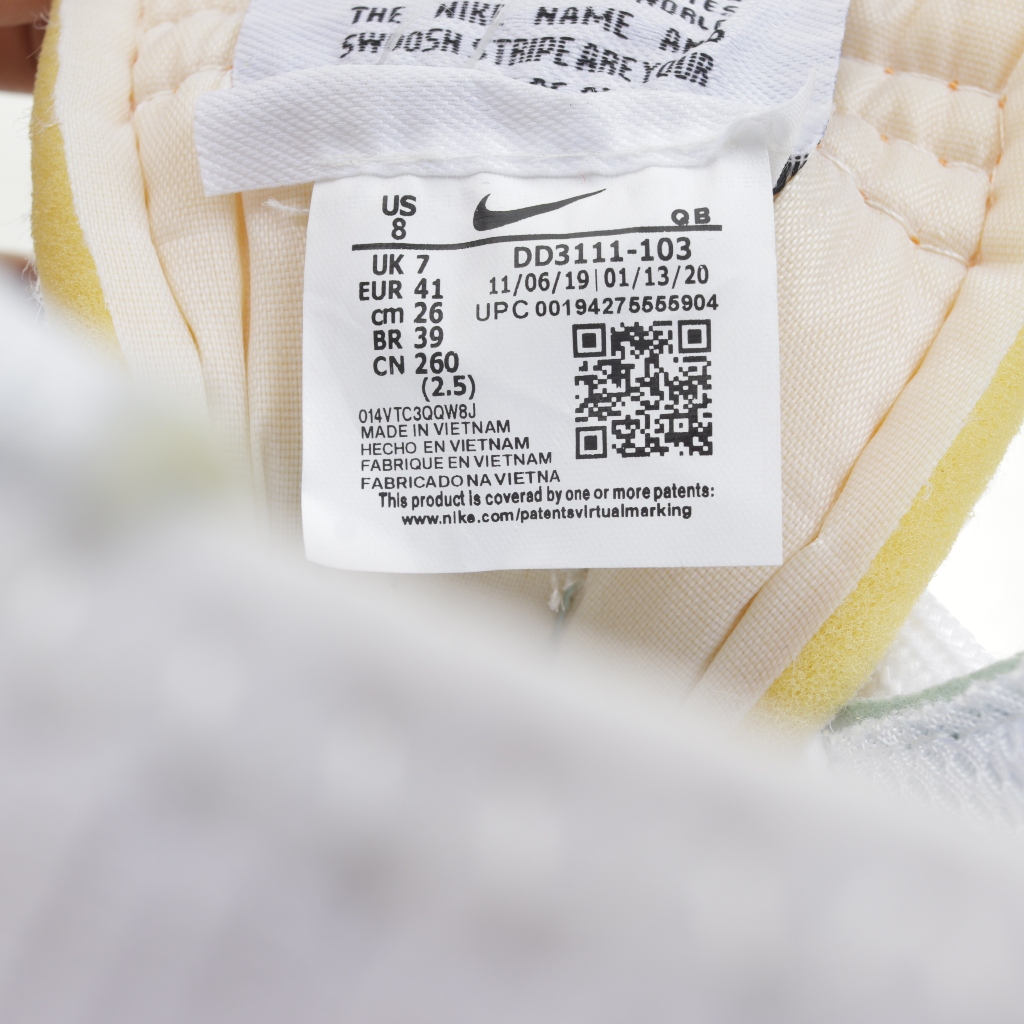 WORLD'S
THE NIKE NAME AND
SWOOSH STRIPE ARE YOUR
US
8
QB
UK 7
EUR 41
cm 26
BR 39
CN 260
(2.5)
DD3111-103
11/06/19|01/13/20
UPC 00194275555904
014VTC3QQW8J
MADE IN VIETNAM
HECHO EN VIETNAM
FABRIQUE EN VIETNAM
FABRICADO NA VIETNA
This product is coverad by one or more patents:
www.nike.com/patentsvirtualmarking